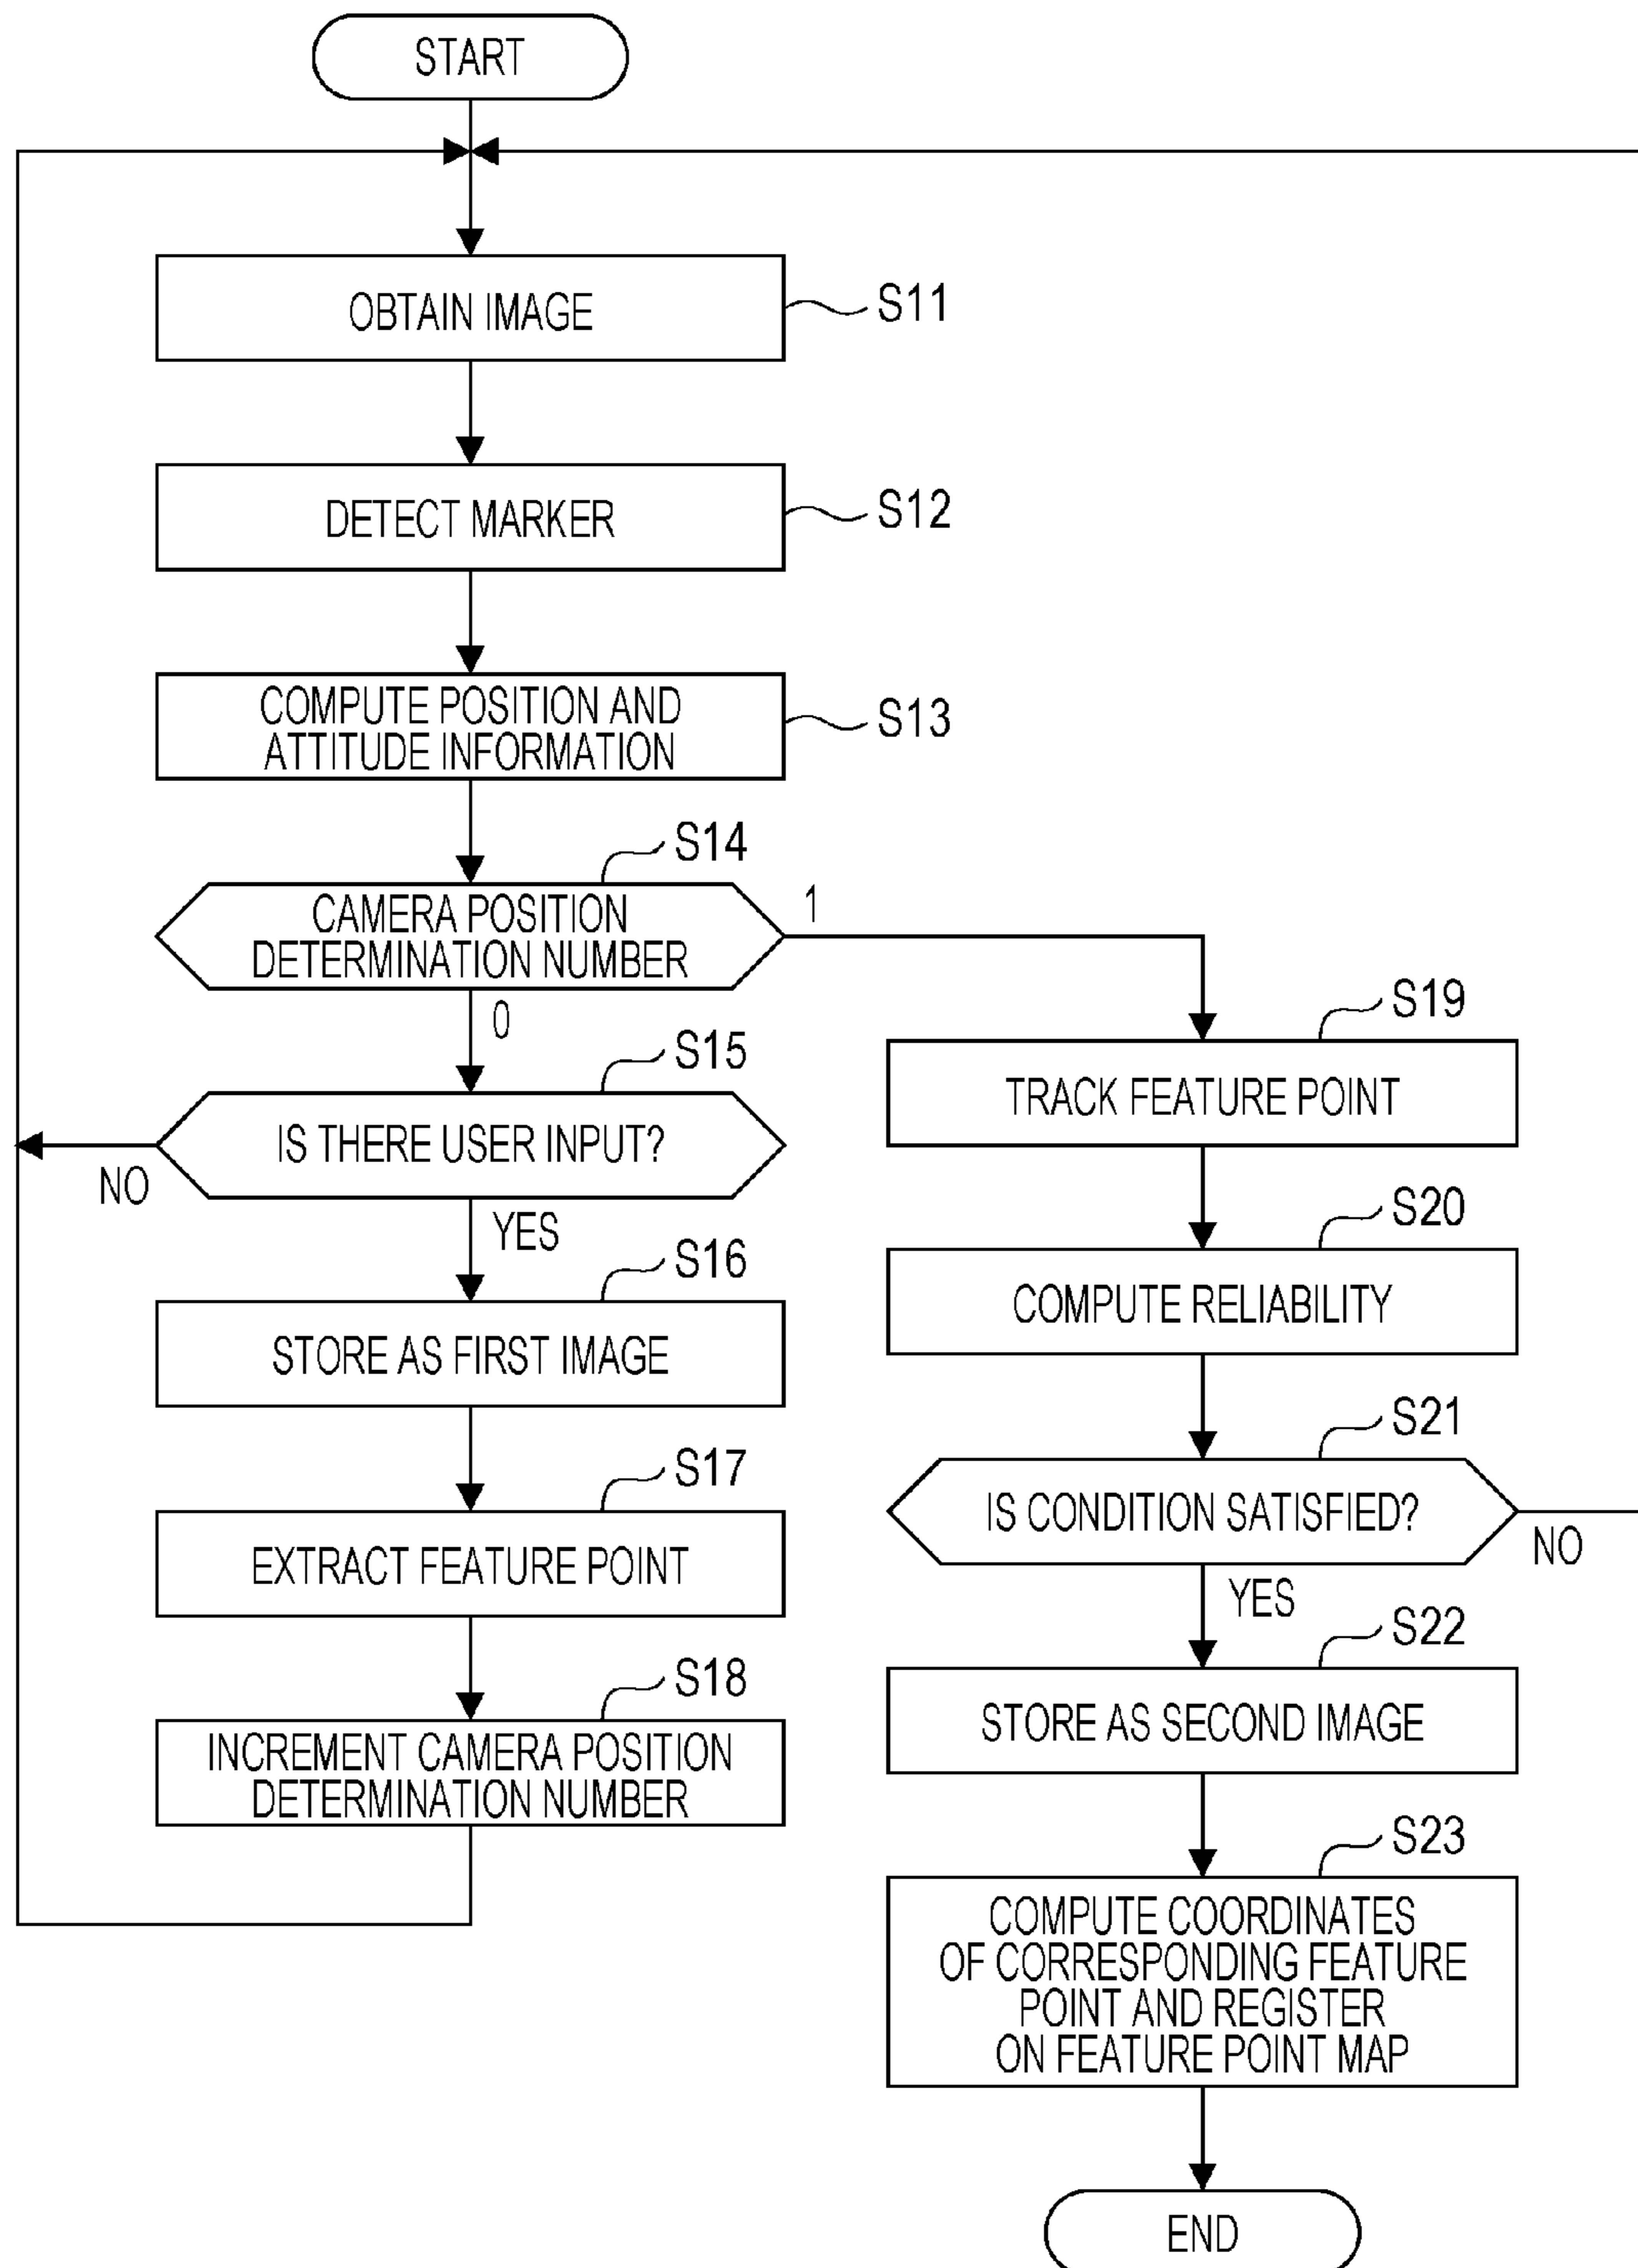 START
OBTAIN IMAGE
S11
DETECT MARKER
S12
COMPUTE POSITION AND
ATTITUDE INFORMATION
S13
S14
CAMERA POSITION
DETERMINATION NUMBER
1
0
S15
IS THERE USER INPUT?
NO
YES
S16
STORE AS FIRST IMAGE
S17
EXTRACT FEATURE POINT
S18
INCREMENT CAMERA POSITION
DETERMINATION NUMBER
S19
TRACK FEATURE POINT
S20
COMPUTE RELIABILITY
S21
IS CONDITION SATISFIED?
NO
YES
S22
STORE AS SECOND IMAGE
S23
COMPUTE COORDINATES
OF CORRESPONDING FEATURE
POINT AND REGISTER
ON FEATURE POINT MAP
END